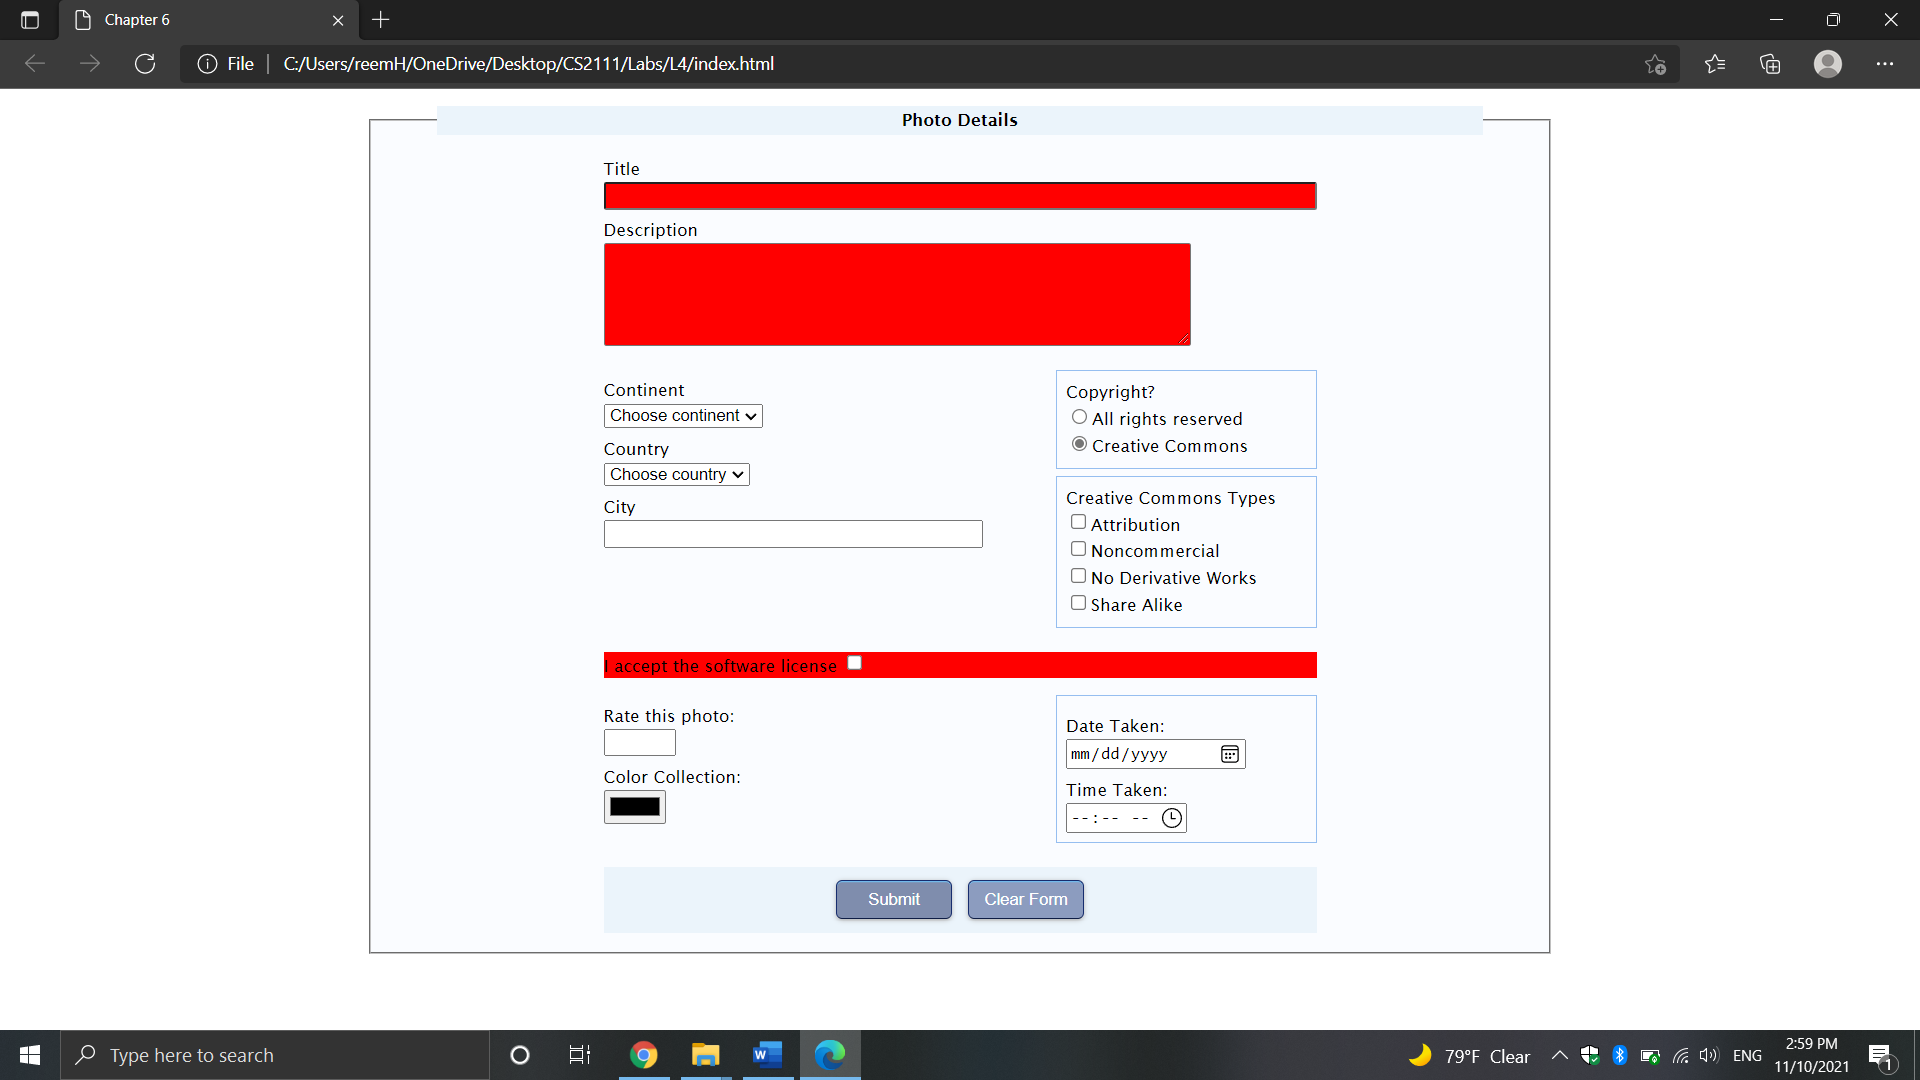 Chapter 6
File
C:/Users/reemH/OneDrive/Desktop/CS2111/Labs/L4/index.html
Photo Details
Title
Description
Continent
Choose continent
Country
Choose country
City
Copyright?
All rights reserved
Creative Commons
Creative Commons Types
Attribution
Noncommercial
No Derivative Works
Share Alike
I accept the software license
Rate this photo:
Color Collection:
Date Taken:
mm/dd/yyyy
Time Taken:
--:-- --
Submit Clear Form
Type here to search
W
79°F Clear
ENG
2:59 PM
11/10/2021
1